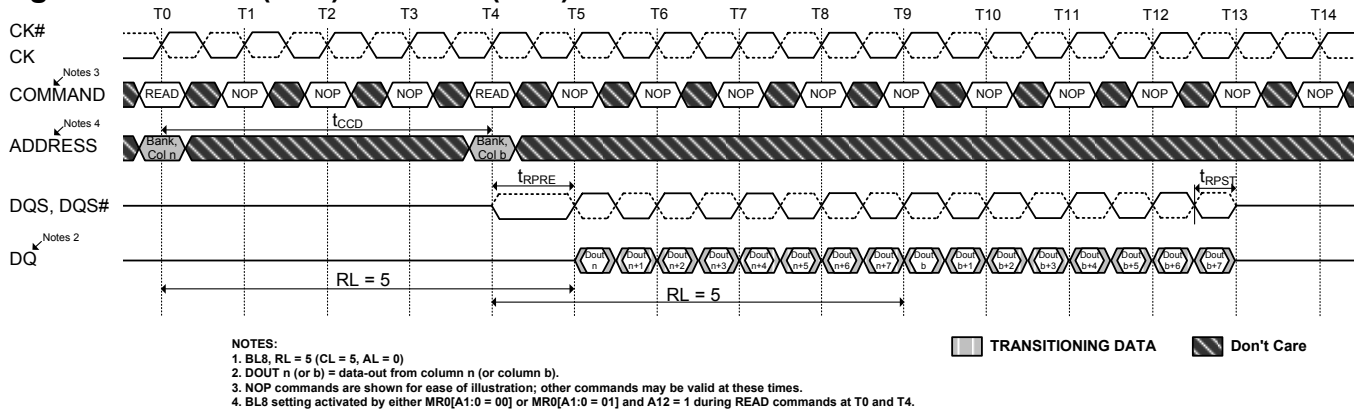 T0 T1 T2 T3 T4 T5 T6 T7 T8 T9 T10 T11 T12 T13 T14
CK#
CK
Notes 3
COMMAND
READ NOP NOP NOP READ NOP NOP NOP NOP NOP NOP NOP NOP NOP NOP
tCCD
Notes 4
ADDRESS
Bank, Col n
Bank, Col b
tRPRE
tRPST
DQS, DQS#
Notes 2
DQ
Dout n Dout n+1 Dout n+2 Dout n+3 Dout n+4 Dout n+5 Dout n+6 Dout n+7 Dout b Dout b+1 Dout b+2 Dout b+3 Dout b+4 Dout b+5 Dout b+6 Dout b+7
RL = 5
RL = 5
NOTES:
1. BL8, RL = 5 (CL = 5, AL = 0)
2. DOUT n (or b) = data-out from column n (or column b).
3. NOP commands are shown for ease of illustration; other commands may be valid at these times.
4. BL8 setting activated by either MR0[A1:0 = 00] or MR0[A1:0 = 01] and A12 = 1 during READ commands at T0 and T4.
TRANSITIONING DATA
Don't Care